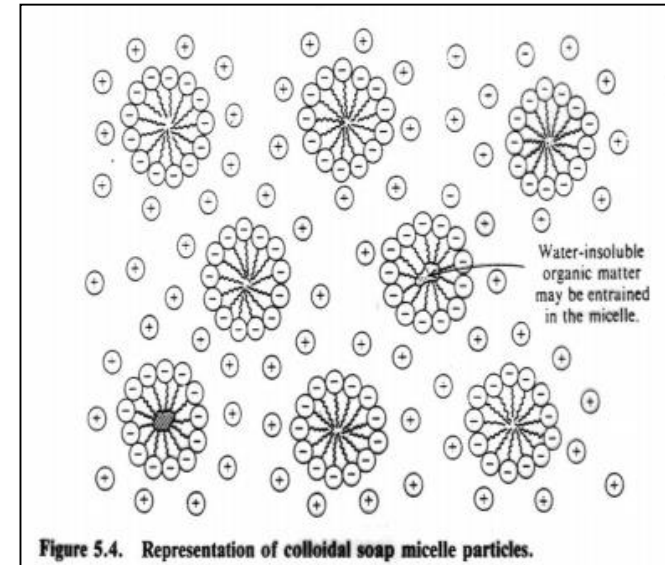 Water-insoluble
organic matter
may be entrained
in the micelle.
Figure 5.4. Representation of colloidal soap micelle particles.